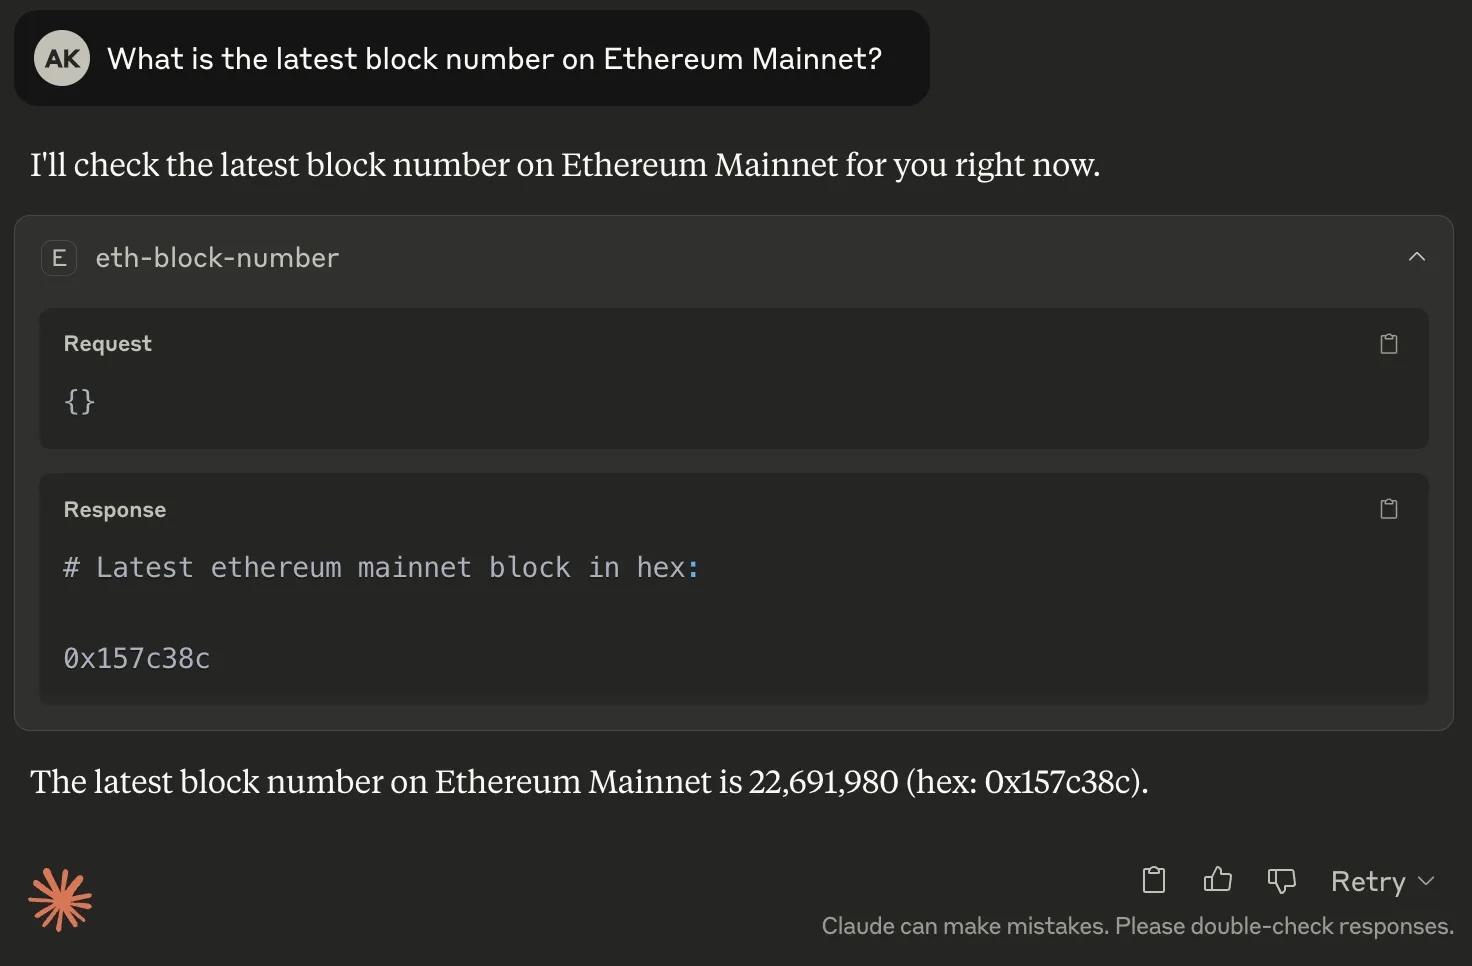 AK What is the latest block number on Ethereum Mainnet?
I'll check the latest block number on Ethereum Mainnet for you right now.
E eth-block-number
Request
{}
Response
# Latest ethereum mainnet block in hex:
0x157c38c
The latest block number on Ethereum Mainnet is 22,691,980 (hex: 0x157c38c).
Retry
Claude can make mistakes. Please double-check responses.